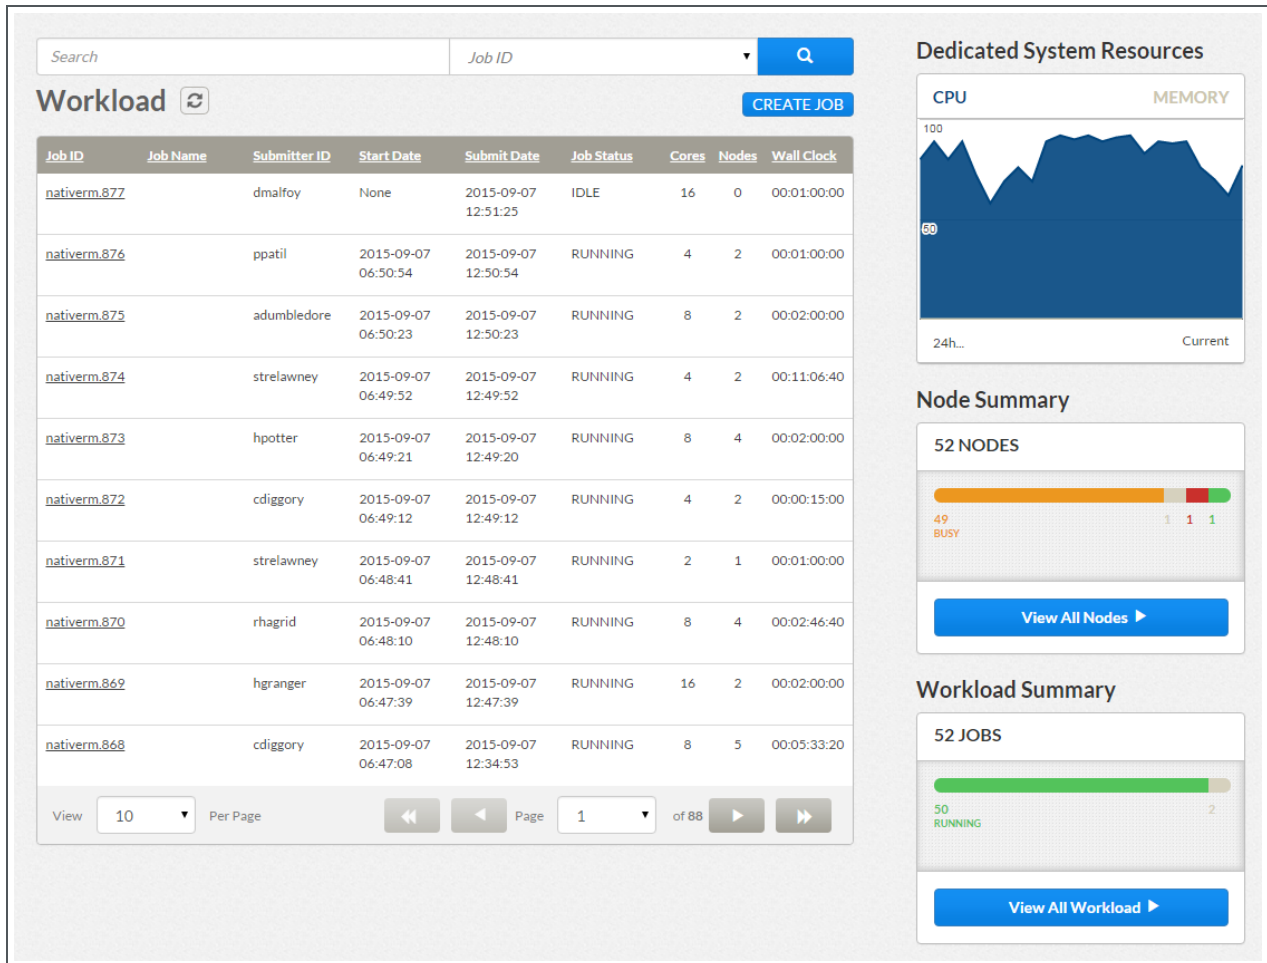 Search Job ID
Workload CREATE JOB
Job ID Job Name Submitter ID Start Date Submit Date Job Status Cores Nodes Wall Clock
nativerm.877 dmalfoy None 2015-09-07 IDLE 16 0 00:01:00:00
12:51:25
nativerm.876 ppatil 2015-09-07 2015-09-07 RUNNING 4 2 00:01:00:00
06:50:54 12:50:54
nativerm.875 adumbledore 2015-09-07 2015-09-07 RUNNING 8 2 00:02:00:00
06:50:23 12:50:23
nativerm.874 strelawney 2015-09-07 2015-09-07 RUNNING 4 2 00:11:06:40
06:49:52 12:49:52
nativerm.873 hpotter 2015-09-07 2015-09-07 RUNNING 8 4 00:02:00:00
06:49:21 12:49:20
nativerm.872 cdiggory 2015-09-07 2015-09-07 RUNNING 4 2 00:00:15:00
06:49:12 12:49:12
nativerm.871 strelawney 2015-09-07 2015-09-07 RUNNING 2 1 00:01:00:00
06:48:41 12:48:41
nativerm.870 rhagrid 2015-09-07 2015-09-07 RUNNING 8 4 00:02:46:40
06:48:10 12:48:10
nativerm.869 hgranger 2015-09-07 2015-09-07 RUNNING 16 2 00:02:00:00
06:47:39 12:47:39
nativerm.868 cdiggory 2015-09-07 2015-09-07 RUNNING 8 5 00:05:33:20
06:47:08 12:34:53
View 10 Per Page Page 1 of 88
Dedicated System Resources
CPU MEMORY
100
50
24h... Current
Node Summary
52 NODES
49 1 1 1
BUSY
View All Nodes
Workload Summary
52 JOBS
50 2
RUNNING
View All Workload